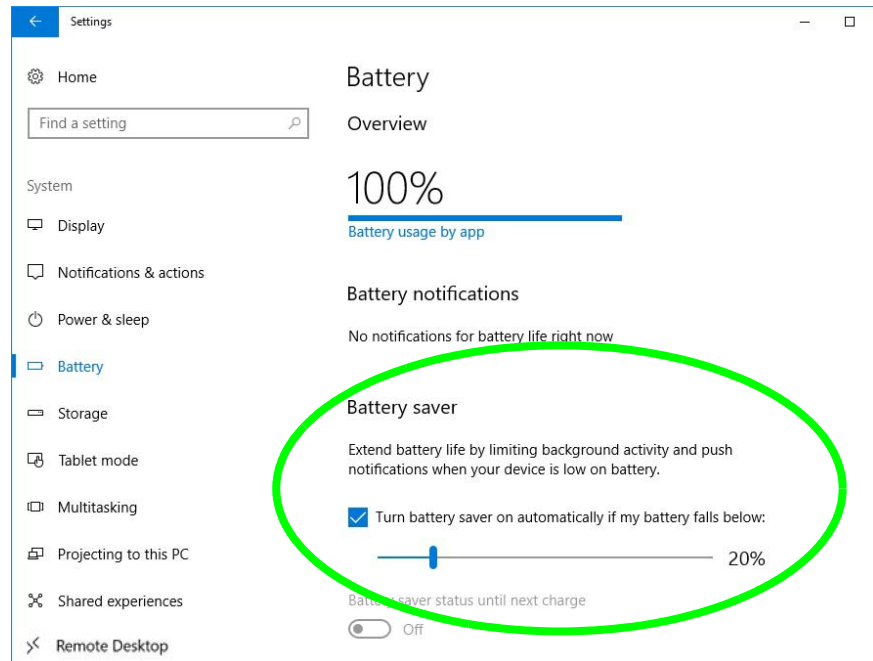 Settings
Home
Find a setting
System
Display
Notifications & actions
Power & sleep
Battery
Storage
Tablet mode
Multitasking
Projecting to this PC
Shared experiences
Remote Desktop
Battery
Overview
100%
Battery usage by app
Battery notifications
No notifications for battery life right now
Battery saver
Extend battery life by limiting background activity and push
notifications when your device is low on battery.
Turn battery saver on automatically if my battery falls below:
20%
Battery saver status until next charge
Off